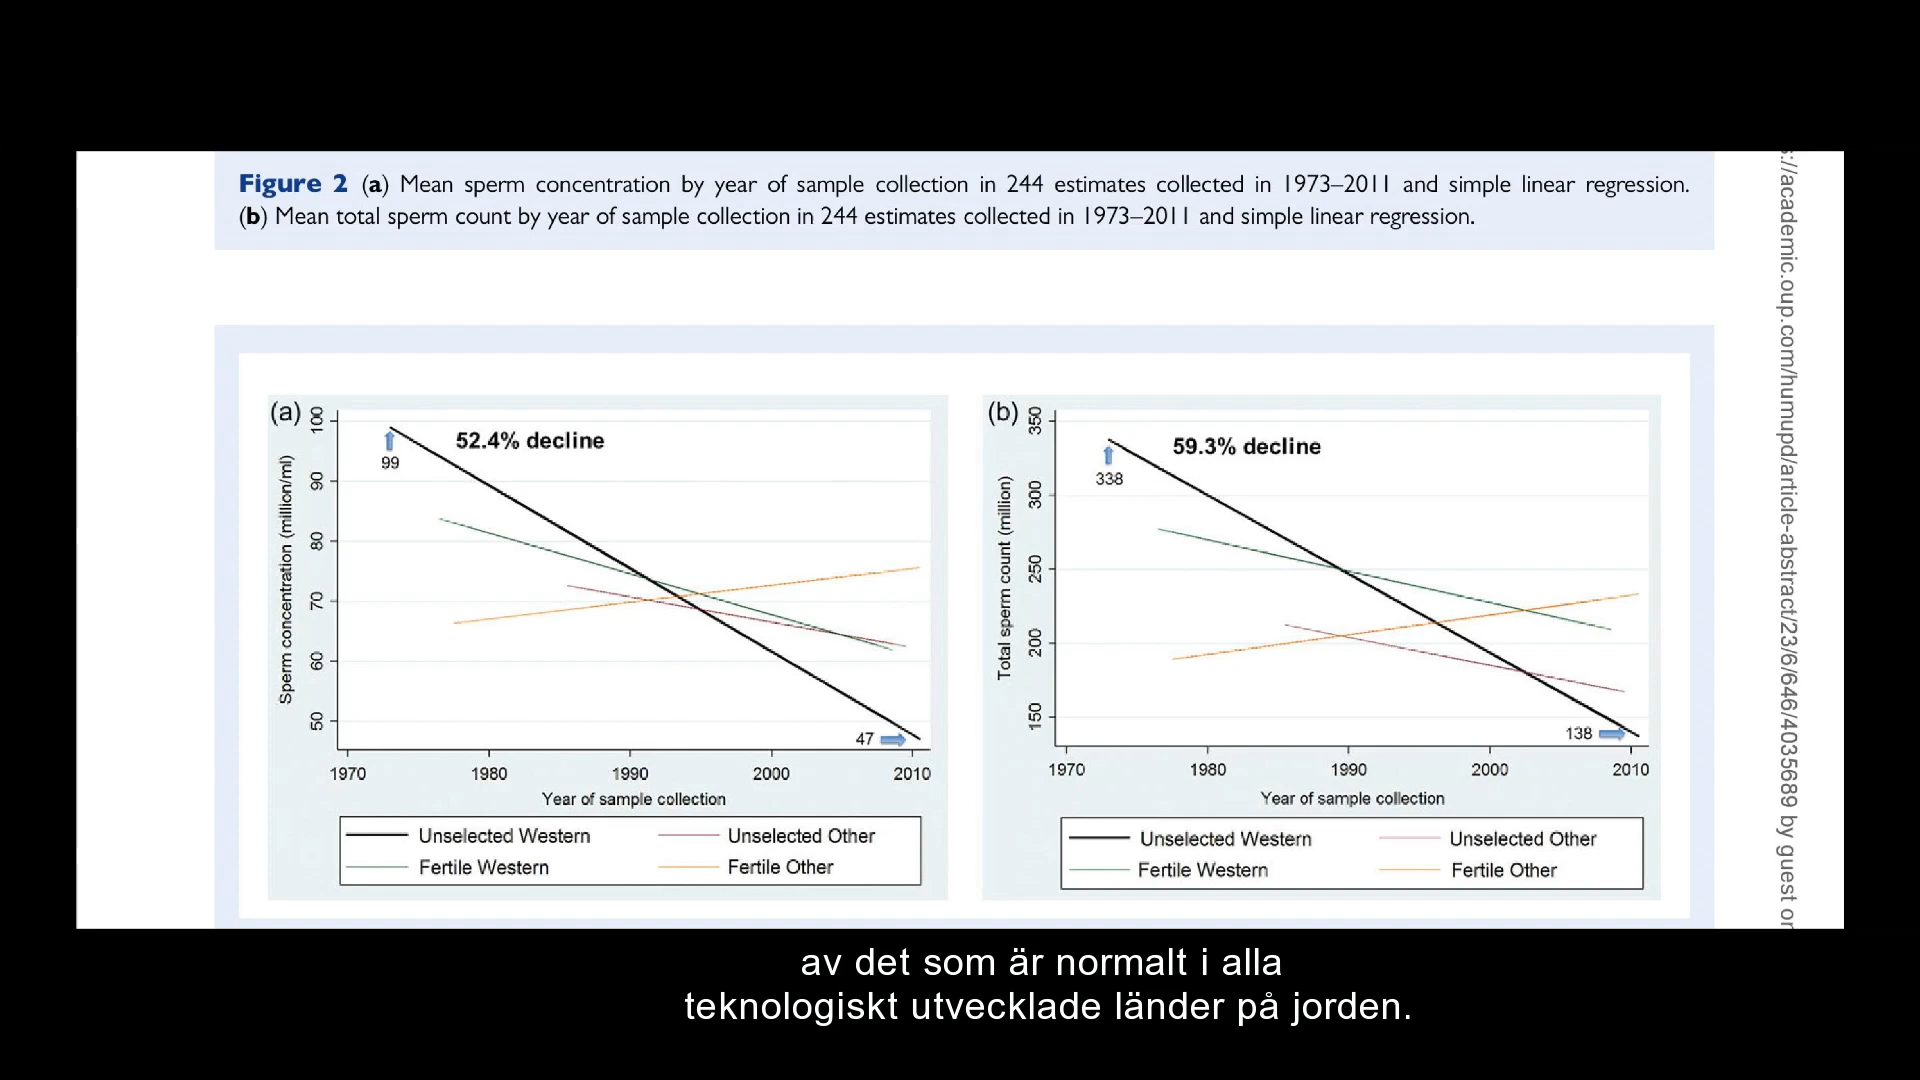 Figure 2 (a) Mean sperm concentration by year of sample collection in 244 estimates collected in 1973–2011 and simple linear regression.
(b) Mean total sperm count by year of sample collection in 244 estimates collected in 1973–2011 and simple linear regression.
(a)
52.4% decline
99
47
Sperm concentration (million/ml)
100
90
80
70
60
50
1970 1980 1990 2000 2010
Year of sample collection
Unselected Western Unselected Other
Fertile Western Fertile Other
(b)
59.3% decline
338
138
Total sperm count (million)
350
300
250
200
150
1970 1980 1990 2000 2010
Year of sample collection
Unselected Western Unselected Other
Fertile Western Fertile Other
s://academic.oup.com/humupd/article-abstract/23/6/646/4035689 by guest or
av det som är normalt i alla
teknologiskt utvecklade länder på jorden.